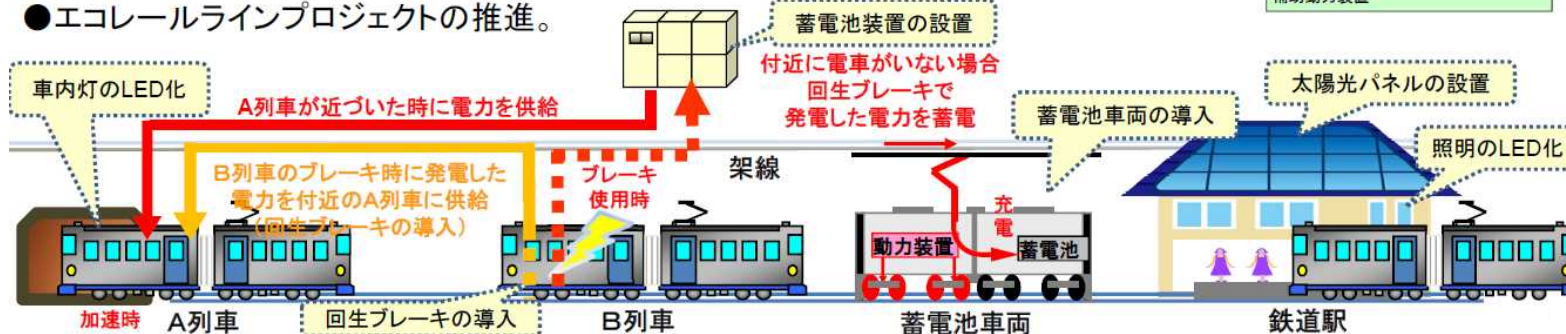 ●エコレールラインプロジェクトの推進。
蓄電池装置の設置
付近に電車がいない場合
回生ブレーキで
発電した電力を蓄電
車内灯のLED化
A列車が近づいた時に電力を供給
太陽光パネルの設置
蓄電池車両の導入
照明のLED化
架線
B列車のブレーキ時に発電した
電力を付近のA列車に供給
（回生ブレーキの導入）
ブレーキ
使用時
充
電
動力装置
蓄電池
加速時
A列車
回生ブレーキの導入
B列車
蓄電池車両
鉄道駅